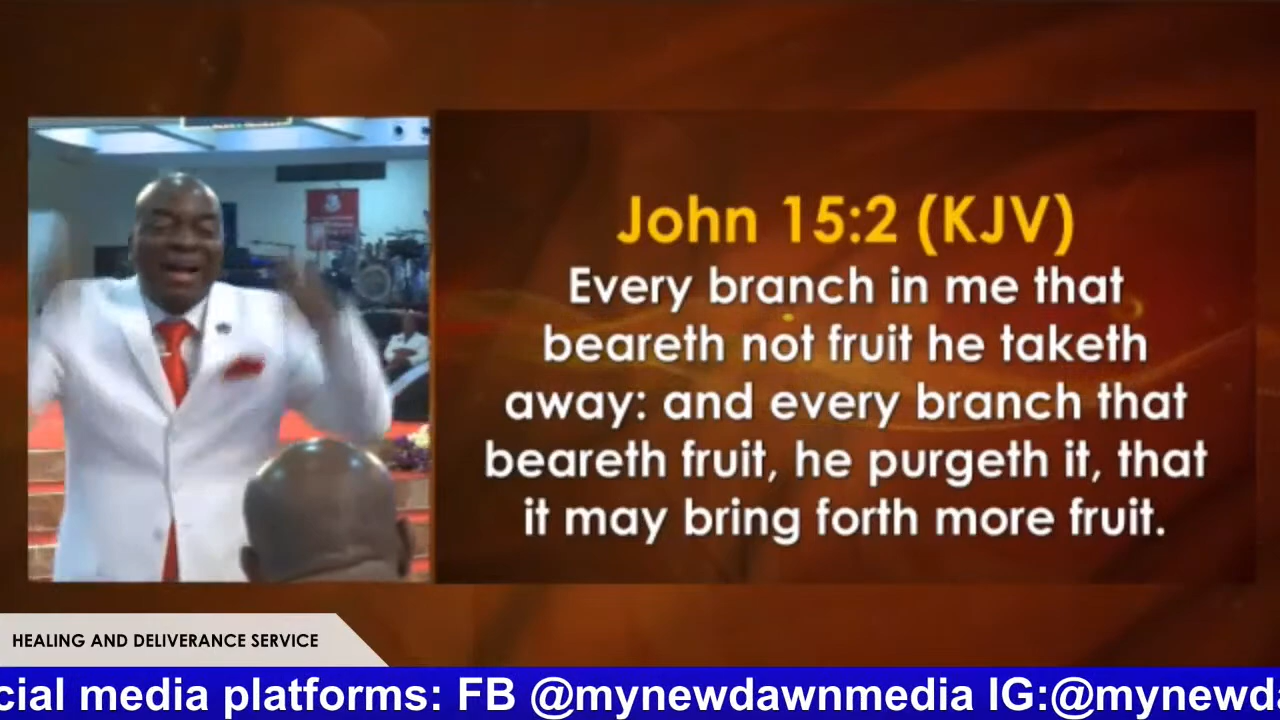 John 15:2 (KJV)
Every branch in me that
beareth not fruit he taketh
away: and every branch that
beareth fruit, he purgeth it, that
it may bring forth more fruit.
HEALING AND DELIVERANCE SERVICE
cial media platforms: FB @mynewdawnmedia IG:@mynewda